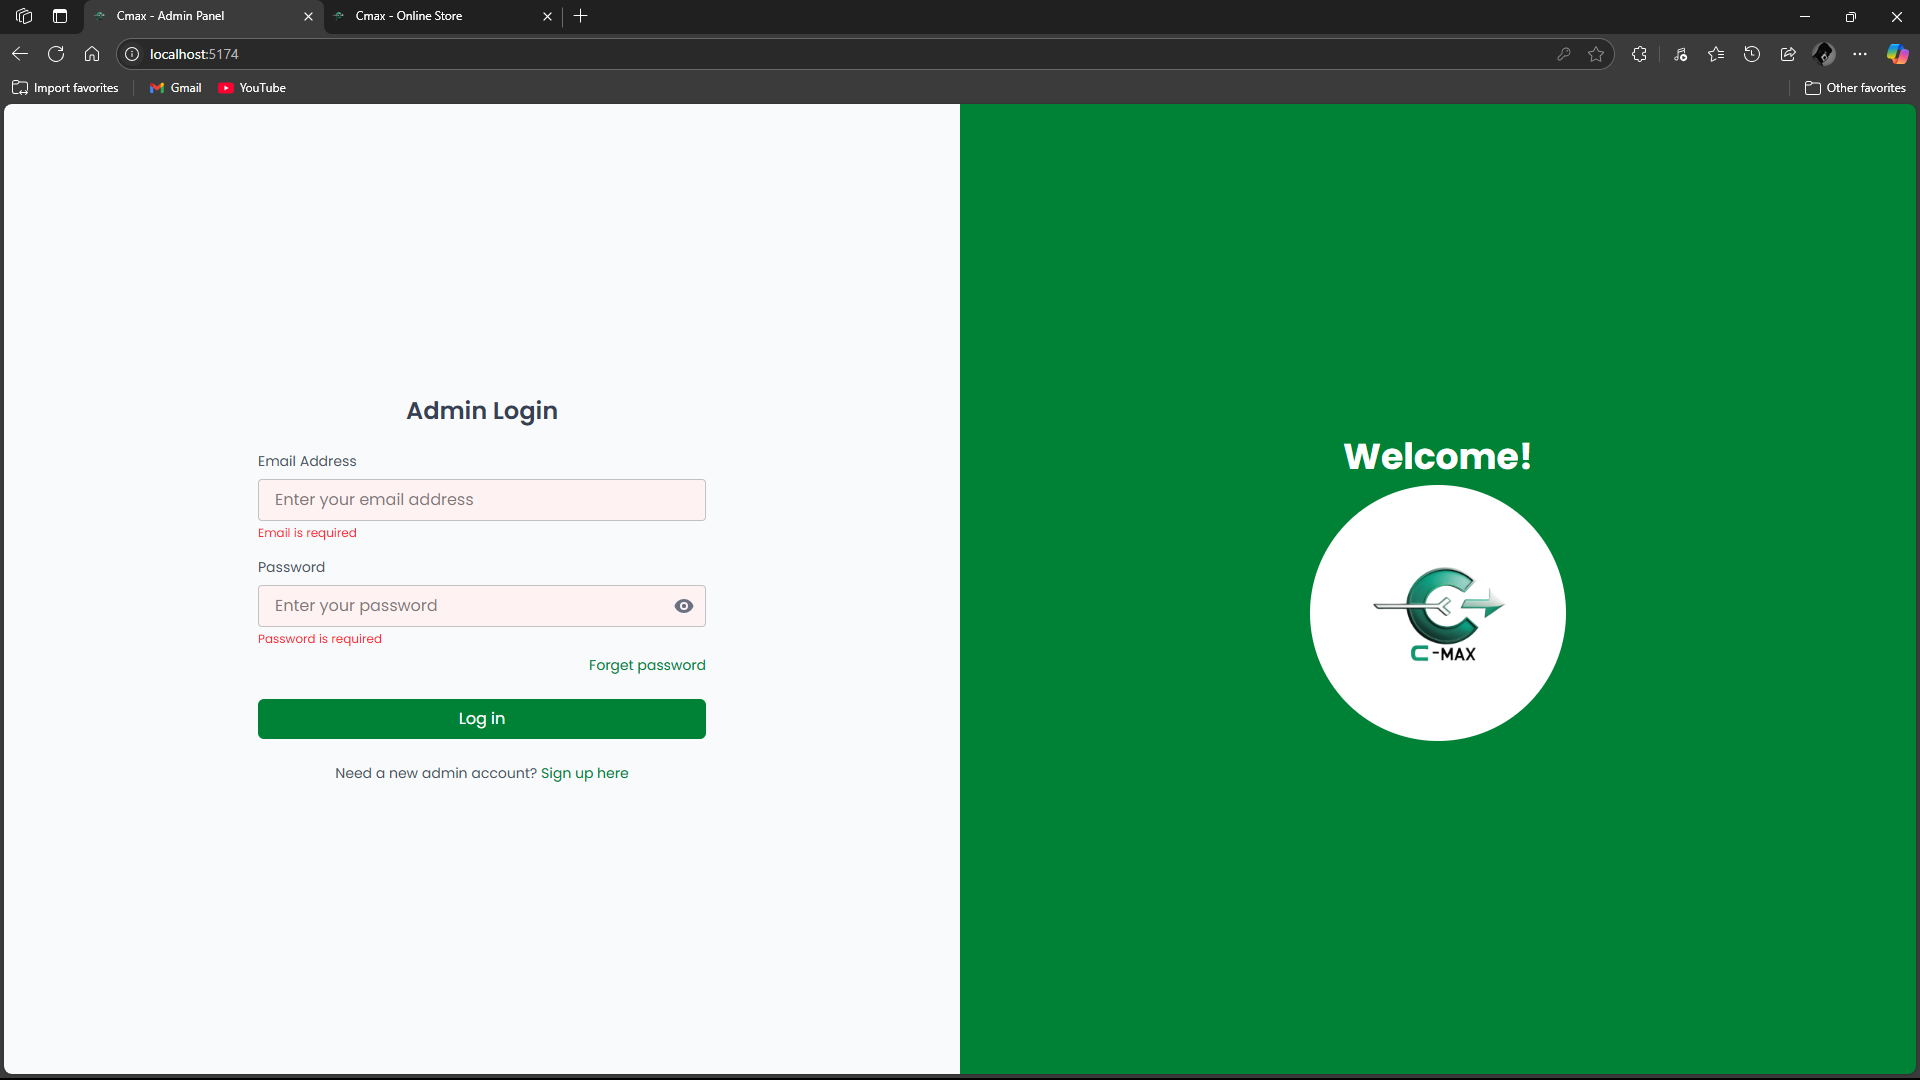 Cmax - Admin Panel
Cmax - Online Store
localhost:5174
Import favorites
Gmail
YouTube
Other favorites
Admin Login
Email Address
Enter your email address
Email is required
Password
Enter your password
Password is required
Forget password
Log in
Need a new admin account? Sign up here
Welcome!
C-MAX